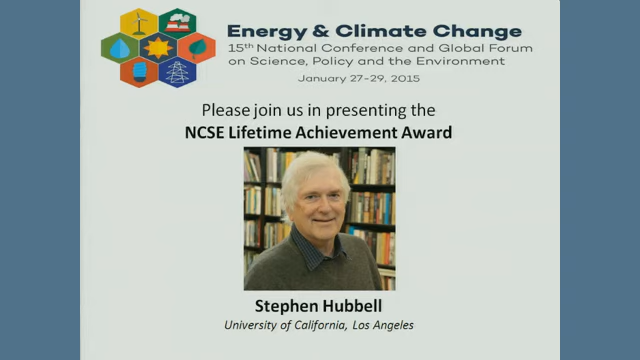 Energy & Climate Change
15th National Conference and Global Forum
on Science, Policy and the Environment
January 27-29, 2015
Please join us in presenting the
NCSE Lifetime Achievement Award
Stephen Hubbell
University of California, Los Angeles